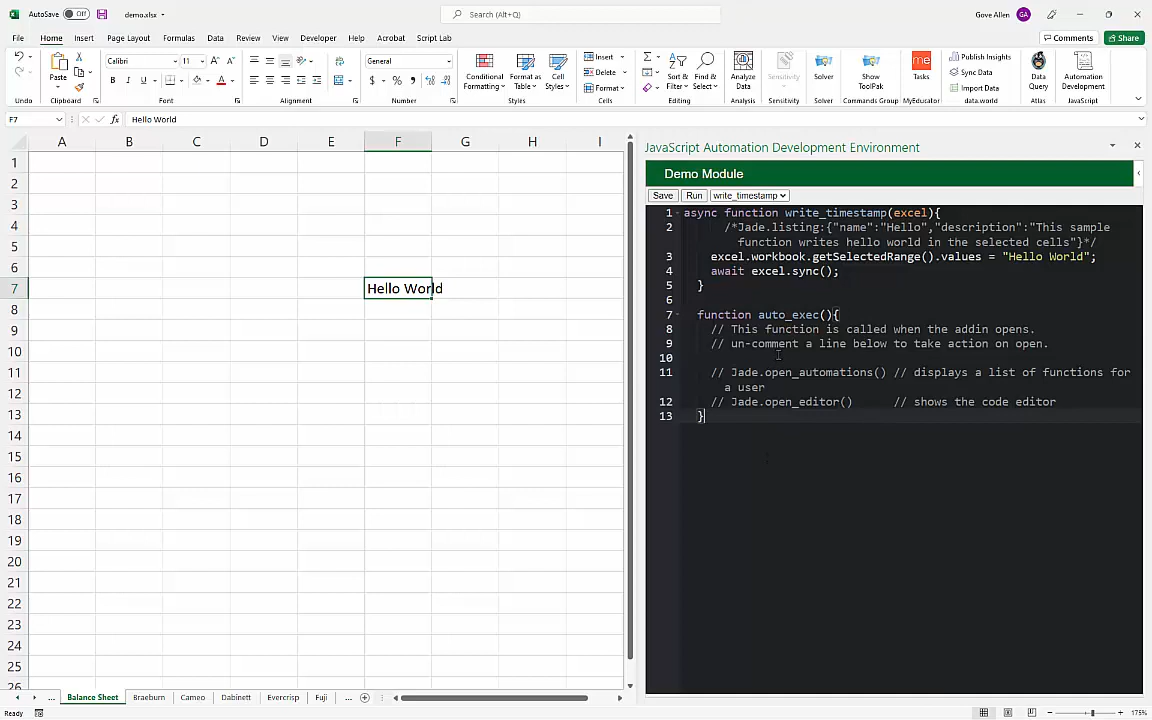 AutoSave Off demo.xlsx Search (Alt+Q) Gove Allen GA
File Home Insert Page Layout Formulas Data Review View Developer Help Acrobat Script Lab Comments Share
Calibri 11 General Insert Publish Insights
Paste Delete Sync Data
B I U $ % Format Import Data
Conditional Formatting Format as Table Cell Styles Sort & Filter Find & Select Analyze Data Sensitivity Solver Show ToolPak me Tasks Data Query Automation Development
Undo Clipboard Font Alignment Number Styles Cells Editing Analysis Sensitivity Solver Commands Group MyEducator data.world Atlas JavaScript
F7 fx Hello World
A B C D E F G H I
1
2
3
4
5
6
7 Hello World
8
9
10
11
12
13
14
15
16
17
18
19
20
21
22
23
24
25
26
JavaScript Automation Development Environment
Demo Module
Save Run write_timestamp
1 async function write_timestamp(excel){
2 /*Jade.listing:{"name":"Hello","description":"This sample
function writes hello world in the selected cells"}*/
3 excel.workbook.getSelectedRange().values = "Hello World";
4 await excel.sync();
5 }
6
7 function auto_exec(){
8 // This function is called when the addin opens.
9 // un-comment a line below to take action on open.
10
11 // Jade.open_automations() // displays a list of functions for
a user
12 // Jade.open_editor() // shows the code editor
13 }
... Balance Sheet Braeburn Cameo Dabinett Evercrisp Fuji ...
Ready 175%